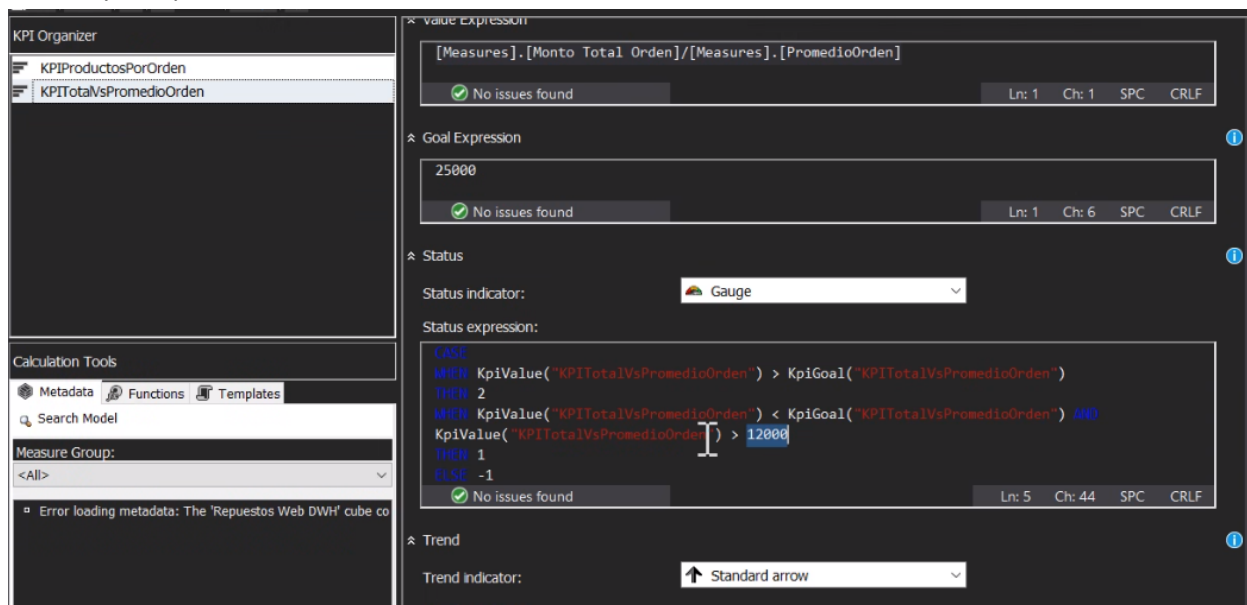 KPI Organizer
KPIProductosPorOrden
KPITotalVsPromedioOrden
Value Expression
[Measures].[Monto Total Orden]/[Measures].[PromedioOrden]
No issues found Ln: 1 Ch: 1 SPC CRLF
Goal Expression
25000
No issues found Ln: 1 Ch: 6 SPC CRLF
Status
Status indicator: Gauge
Status expression:
CASE
WHEN KpiValue("KPITotalVsPromedioOrden") > KpiGoal("KPITotalVsPromedioOrden")
THEN 2
WHEN KpiValue("KPITotalVsPromedioOrden") < KpiGoal("KPITotalVsPromedioOrden") AND
KpiValue("KPITotalVsPromedioOrden") > 12000
THEN 1
ELSE -1
No issues found Ln: 5 Ch: 44 SPC CRLF
Trend
Trend indicator: Standard arrow
Calculation Tools
Metadata Functions Templates
Search Model
Measure Group:
<All>
Error loading metadata: The 'Repuestos Web DWH' cube co